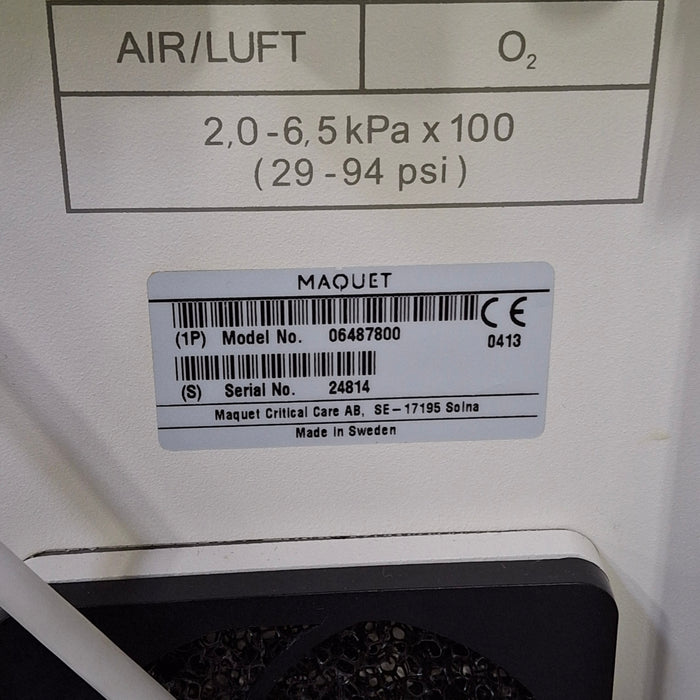 AIR/LUFT O₂
2,0-6,5 kPa x 100
(29-94 psi)
MAQUET
CE
(1P) Model No. 06487800 0413
(S) Serial No. 24814
Maquet Critical Care AB, SE-17195 Solna
Made in Sweden